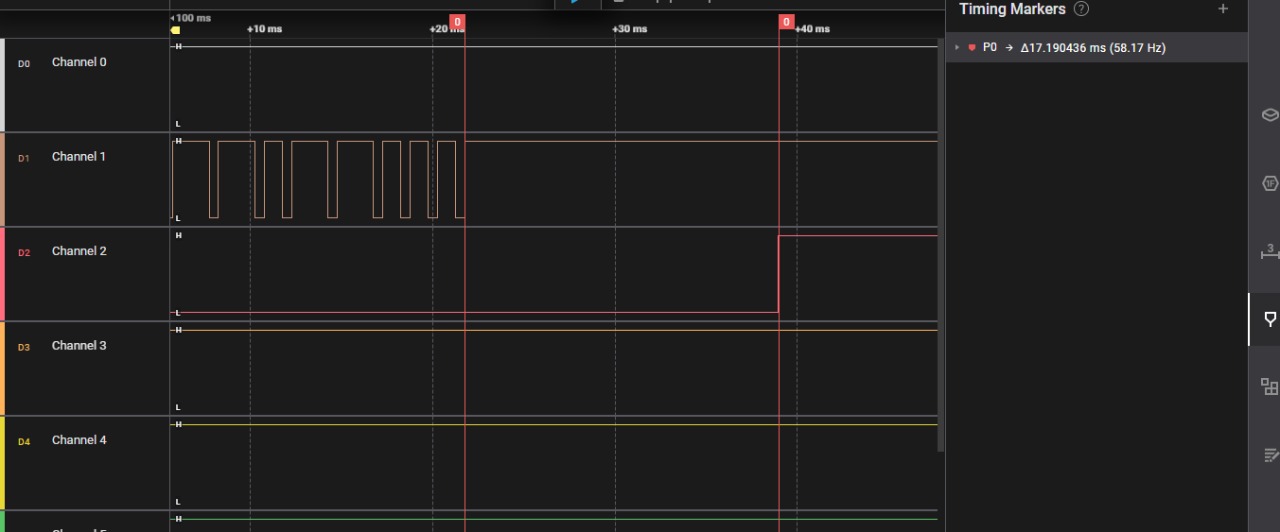 100 ms
+10 ms
+20 ms
0
+30 ms
0
+40 ms
Timing Markers
?
+
P0 → Δ17.190436 ms (58.17 Hz)
D0 Channel 0
H
L
D1 Channel 1
H
L
D2 Channel 2
H
L
D3 Channel 3
H
L
D4 Channel 4
H
L
H
1F
3